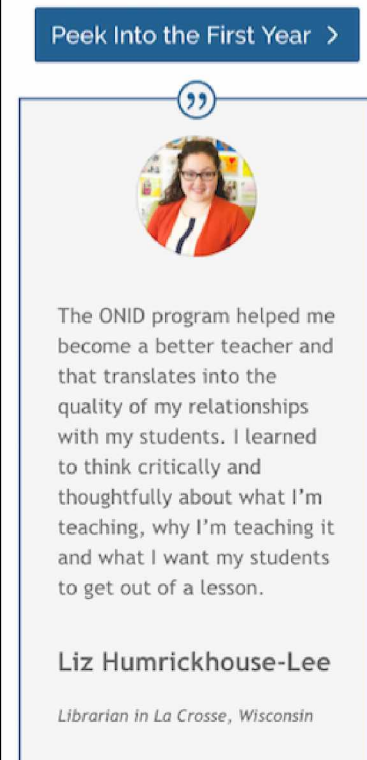 Peek Into the First Year >
”
The ONID program helped me
become a better teacher and
that translates into the
quality of my relationships
with my students. I learned
to think critically and
thoughtfully about what I’m
teaching, why I’m teaching it
and what I want my students
to get out of a lesson.
Liz Humrickhouse-Lee
Librarian in La Crosse, Wisconsin